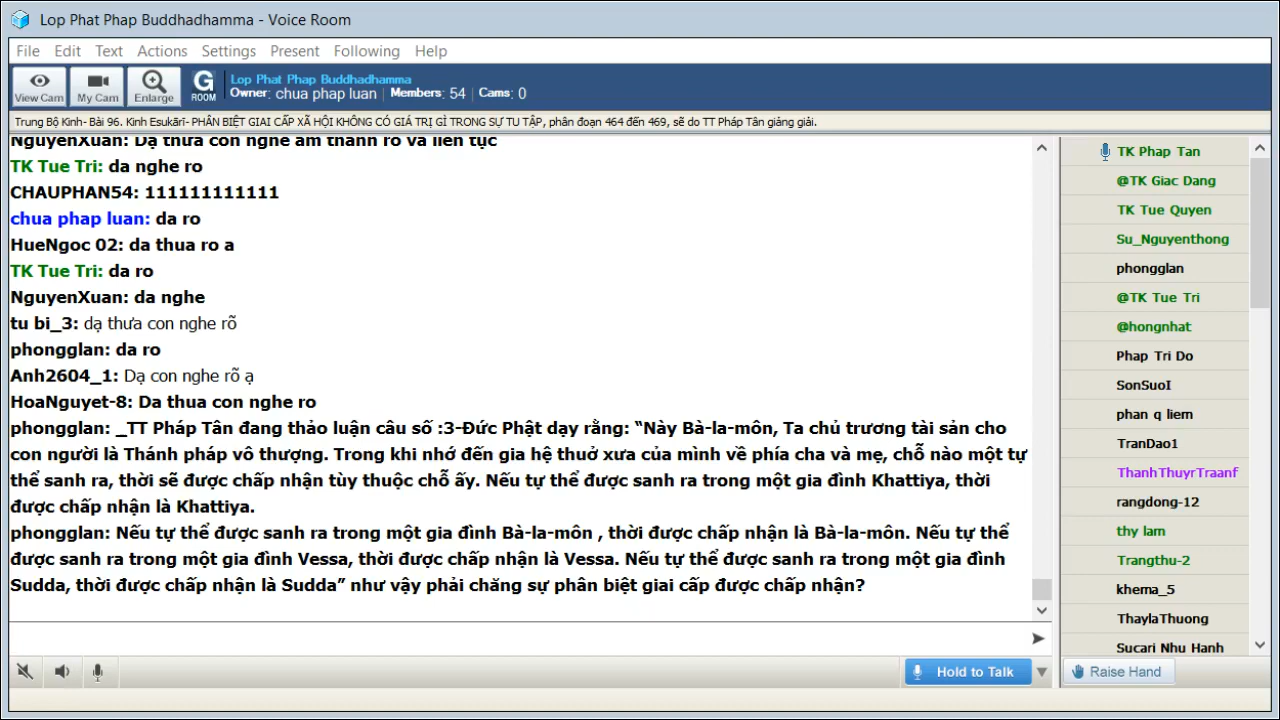 Lop Phat Phap Buddhadhamma - Voice Room
File Edit Text Actions Settings Present Following Help
View Cam My Cam Enlarge G ROOM
Lop Phat Phap Buddhadhamma
Owner: chua phap luan Members: 54 Cams: 0
Trung Bộ Kinh- Bài 96. Kinh Esukārī- PHÂN BIỆT GIAI CẤP XÃ HỘI KHÔNG CÓ GIÁ TRỊ GÌ TRONG SỰ TU TẬP, phân đoạn 464 đến 469, sẽ do TT Pháp Tân giảng giải.
NguyenXuan: Dạ thưa con nghe âm thanh rõ và liên tục
TK Tue Tri: da nghe ro
CHAUPHAN54: 111111111111
chua phap luan: da ro
HueNgoc 02: da thua ro a
TK Tue Tri: da ro
NguyenXuan: da nghe
tu bi_3: dạ thưa con nghe rõ
phongglan: da ro
Anh2604_1: Dạ con nghe rõ ạ
HoaNguyet-8: Da thua con nghe ro
phongglan: _TT Pháp Tân đang thảo luận câu số :3-Đức Phật dạy rằng: “Này Bà-la-môn, Ta chủ trương tài sản cho
con người là Thánh pháp vô thượng. Trong khi nhớ đến gia hệ thuở xưa của mình về phía cha và mẹ, chỗ nào một tự
thể sanh ra, thời sẽ được chấp nhận tùy thuộc chỗ ấy. Nếu tự thể được sanh ra trong một gia đình Khattiya, thời
được chấp nhận là Khattiya.
phongglan: Nếu tự thể được sanh ra trong một gia đình Bà-la-môn , thời được chấp nhận là Bà-la-môn. Nếu tự thể
được sanh ra trong một gia đình Vessa, thời được chấp nhận là Vessa. Nếu tự thể được sanh ra trong một gia đình
Sudda, thời được chấp nhận là Sudda” như vậy phải chăng sự phân biệt giai cấp được chấp nhận?
Hold to Talk
TK Phap Tan
@TK Giac Dang
TK Tue Quyen
Su_Nguyenthong
phongglan
@TK Tue Tri
@hongnhat
Phap Tri Do
SonSuoI
phan q liem
TranDao1
ThanhThuyrTraanf
rangdong-12
thy lam
Trangthu-2
khema_5
ThaylaThuong
Sucari Nhu Hanh
Raise Hand